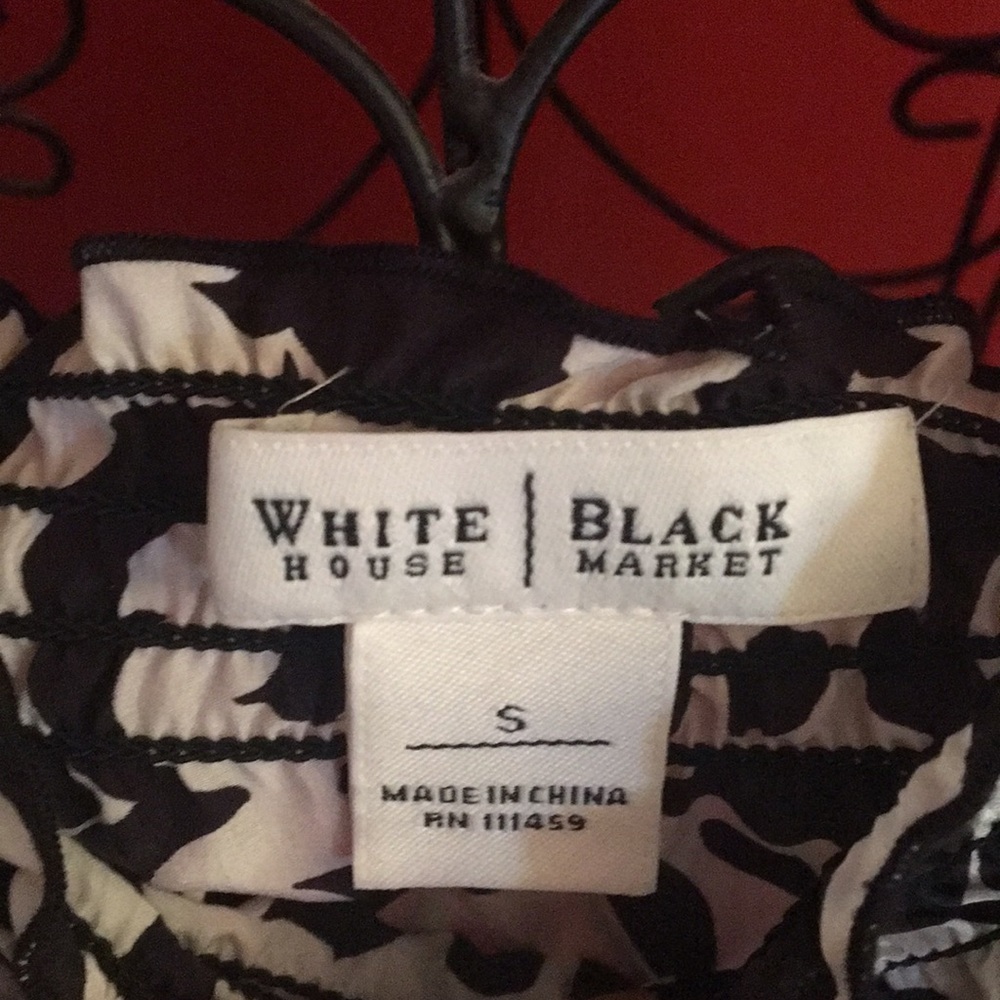 WHITE | BLACK
HOUSE MARKET
S
MADE IN CHINA
RN 111459